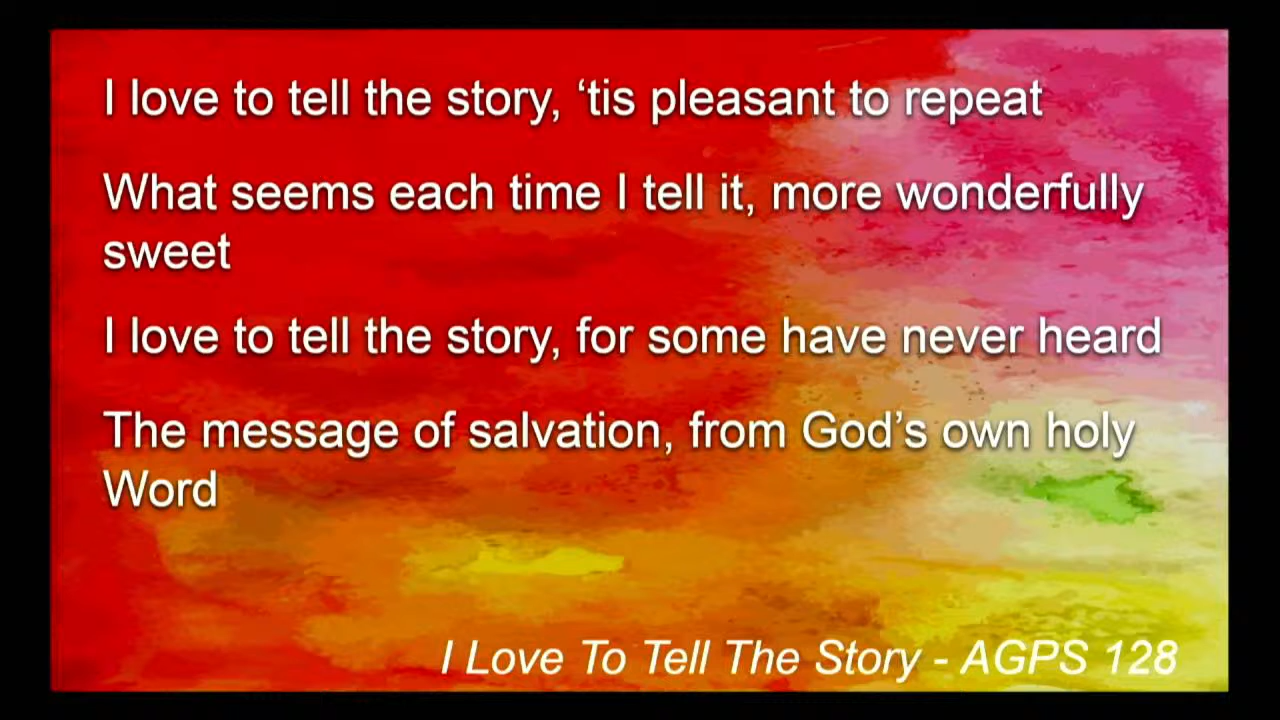 I love to tell the story, ‘tis pleasant to repeat
What seems each time I tell it, more wonderfully
sweet
I love to tell the story, for some have never heard
The message of salvation, from God’s own holy
Word
I Love To Tell The Story - AGPS 128